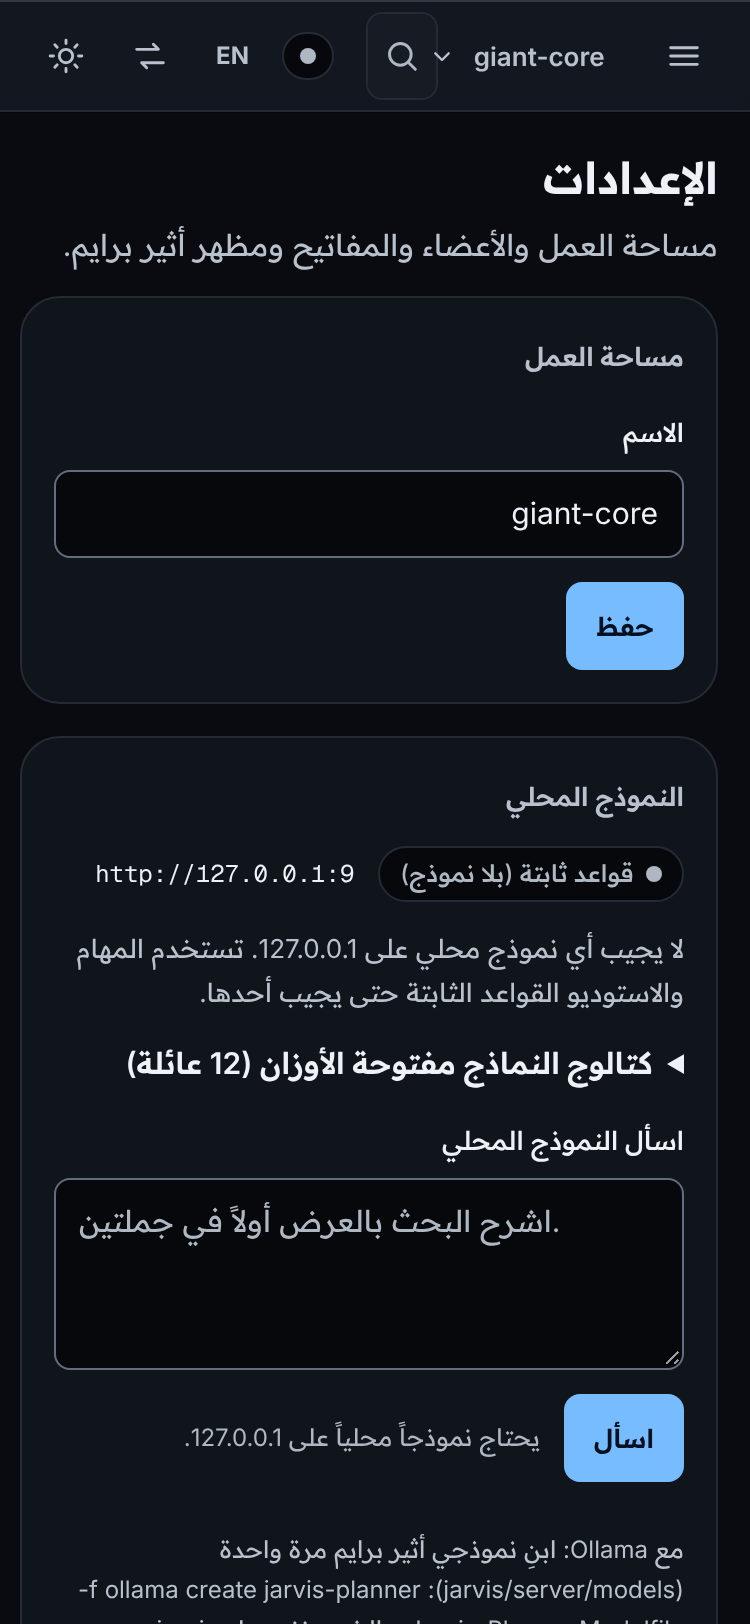 giant-core
EN
الإعدادات
مساحة العمل والأعضاء والمفاتيح ومظهر أثير برايم.
مساحة العمل
الاسم
giant-core
حفظ
النموذج المحلي
قواعد ثابتة (بلا نموذج)
http://127.0.0.1:9
لا يجيب أي نموذج محلي على 127.0.0.1. تستخدم المهام
والاستوديو القواعد الثابتة حتى يجيب أحدها.
كتالوج النماذج مفتوحة الأوزان (12 عائلة)
اسأل النموذج المحلي
اشرح البحث بالعرض أولاً في جملتين.
اسأل
يحتاج نموذجاً محلياً على 127.0.0.1.
مع Ollama: ابنِ نموذجي أثير برايم مرة واحدة
(jarvis/server/models): ollama create jarvis-planner -f